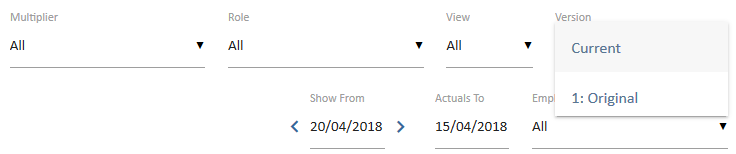 Multiplier Role View Version
All All All Current
1: Original
Show From Actuals To Emp
20/04/2018 15/04/2018 All